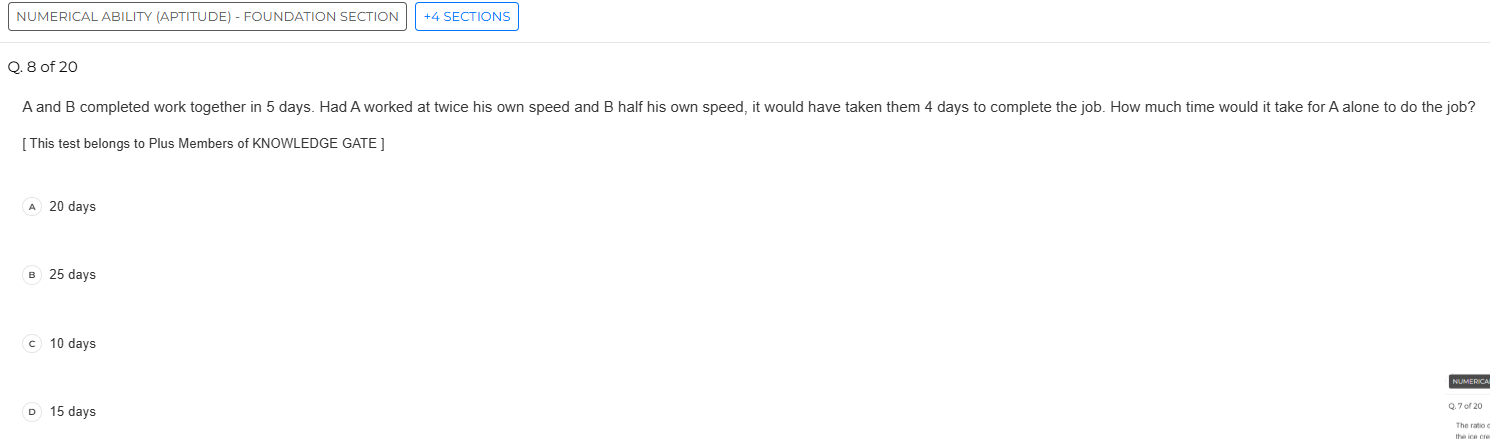 NUMERICAL ABILITY (APTITUDE) - FOUNDATION SECTION +4 SECTIONS
Q. 8 of 20
A and B completed work together in 5 days. Had A worked at twice his own speed and B half his own speed, it would have taken them 4 days to complete the job. How much time would it take for A alone to do the job?
[ This test belongs to Plus Members of KNOWLEDGE GATE ]
A 20 days
B 25 days
C 10 days
NUMERICA
Q. 7 of 20
D 15 days
The ratio
the ice cre